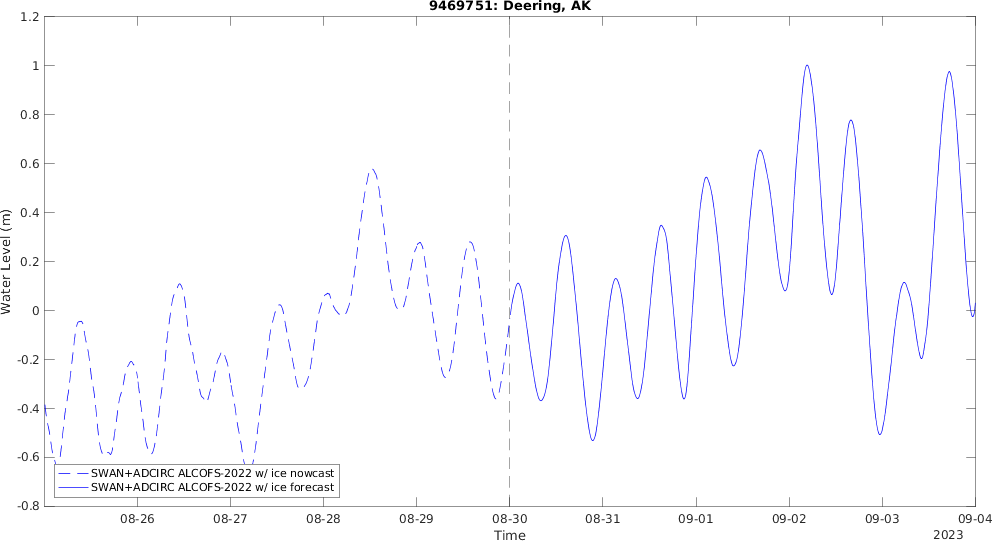 9469751: Deering, AK
1.2
1
0.8
0.6
0.4
0.2
0
-0.2
-0.4
-0.6
-0.8
Water Level (m)
SWAN+ADCIRC ALCOFS-2022 w/ ice nowcast
SWAN+ADCIRC ALCOFS-2022 w/ ice forecast
08-26 08-27 08-28 08-29 08-30 08-31 09-01 09-02 09-03 09-04
Time
2023